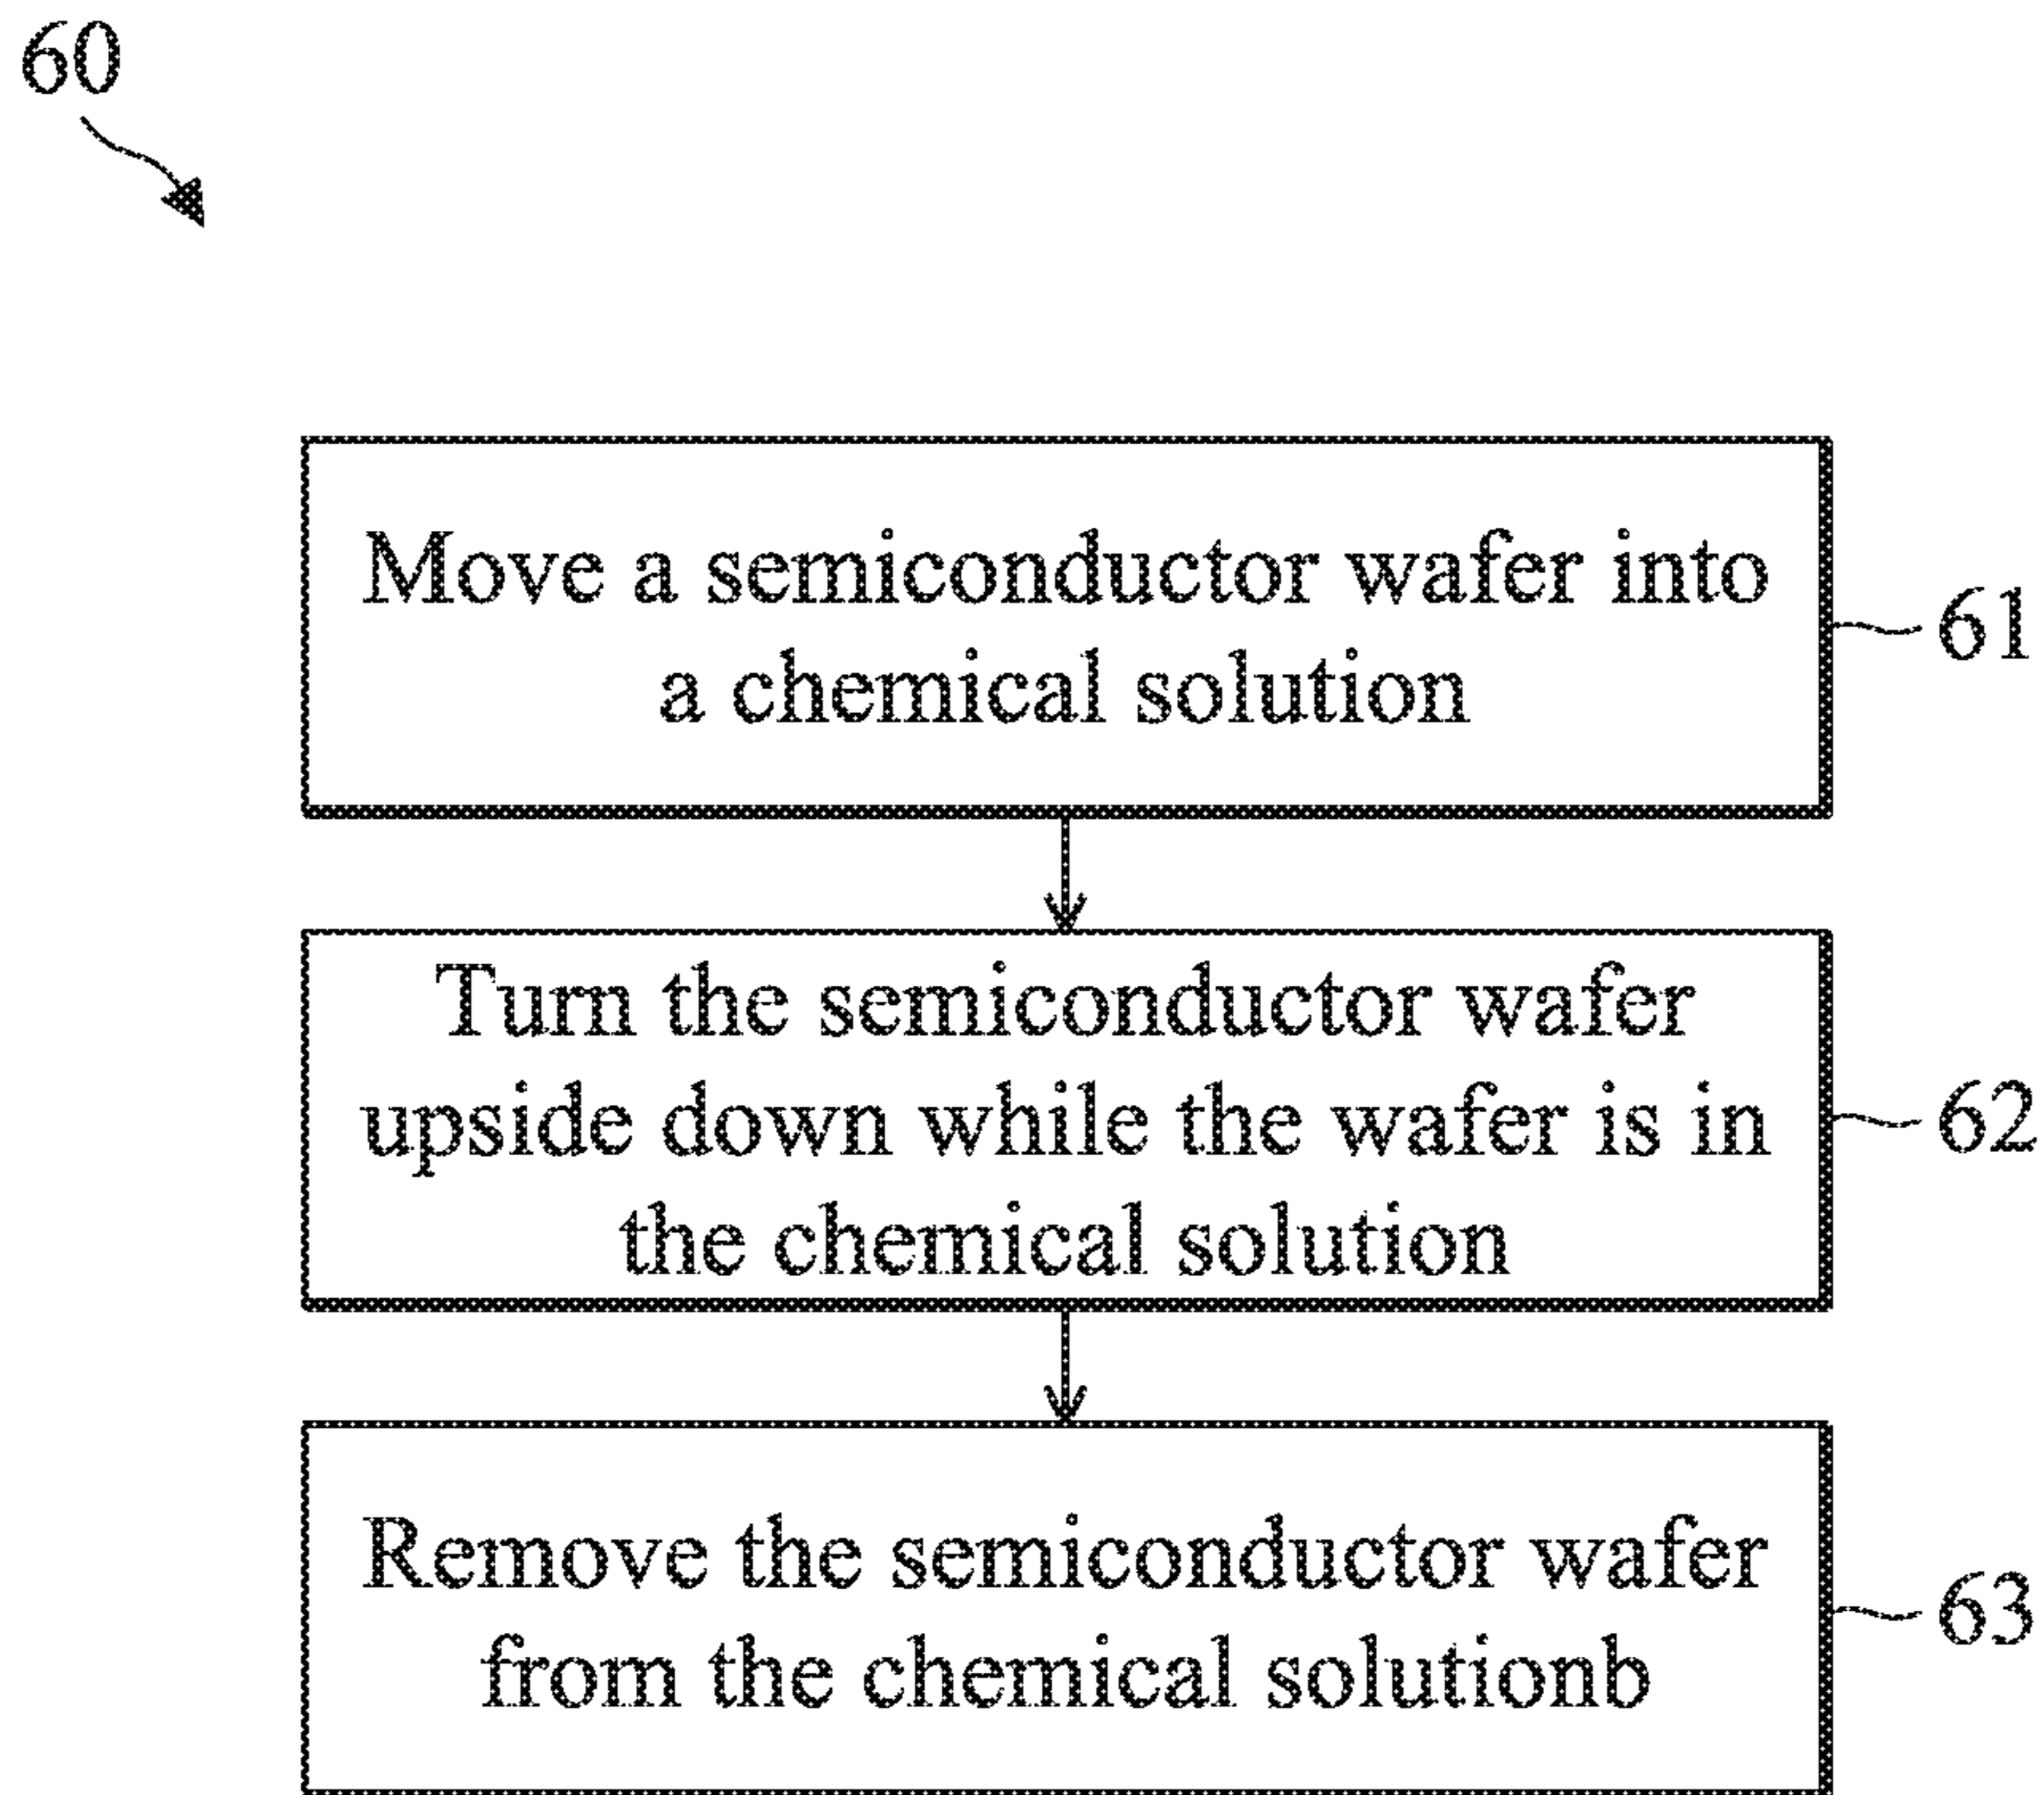 60
Move a semiconductor wafer into
a chemical solution
61
Turn the semiconductor wafer
upside down while the wafer is in
the chemical solution
62
Remove the semiconductor wafer
from the chemical solutionb
63